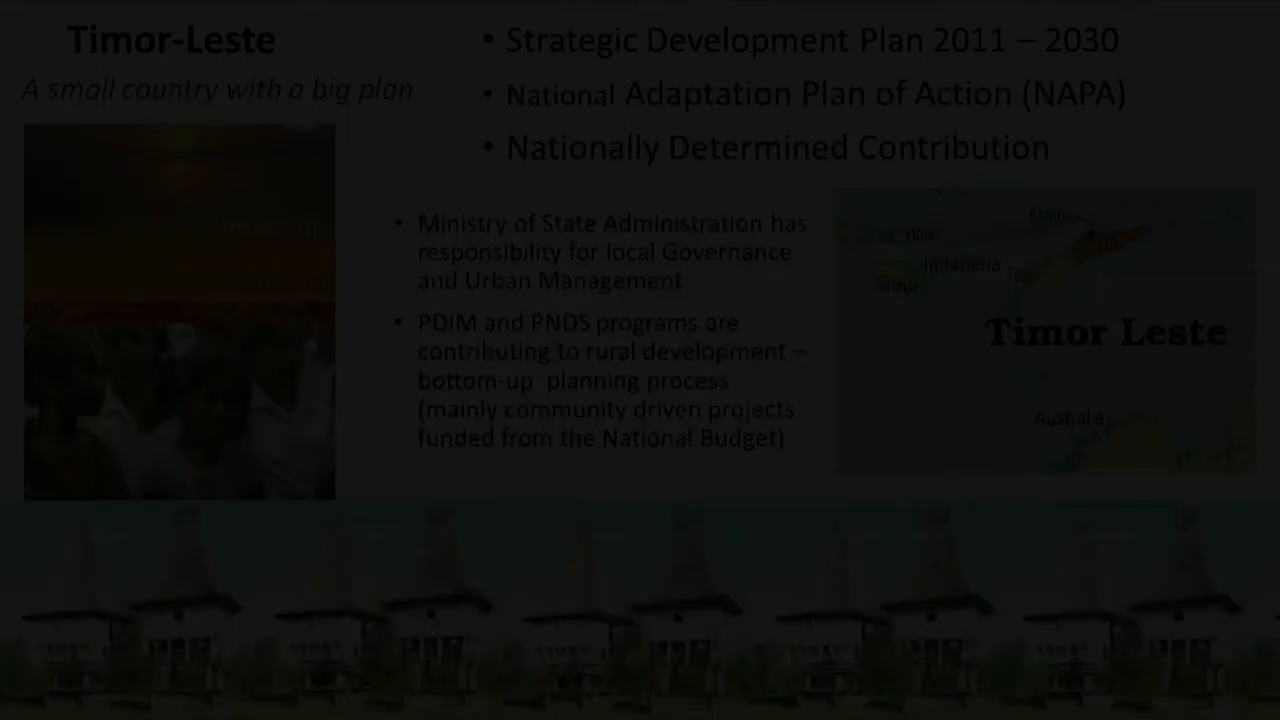 Timor-Leste
A small country with a big plan
• Strategic Development Plan 2011 – 2030
• National Adaptation Plan of Action (NAPA)
• Nationally Determined Contribution
• Ministry of State Administration has
responsibility for local Governance
and Urban Management
• PDIM and PNDS programs are
contributing to rural development –
bottom-up planning process
(mainly community driven projects
funded from the National Budget)
Indonesia
Timor Leste
Australia